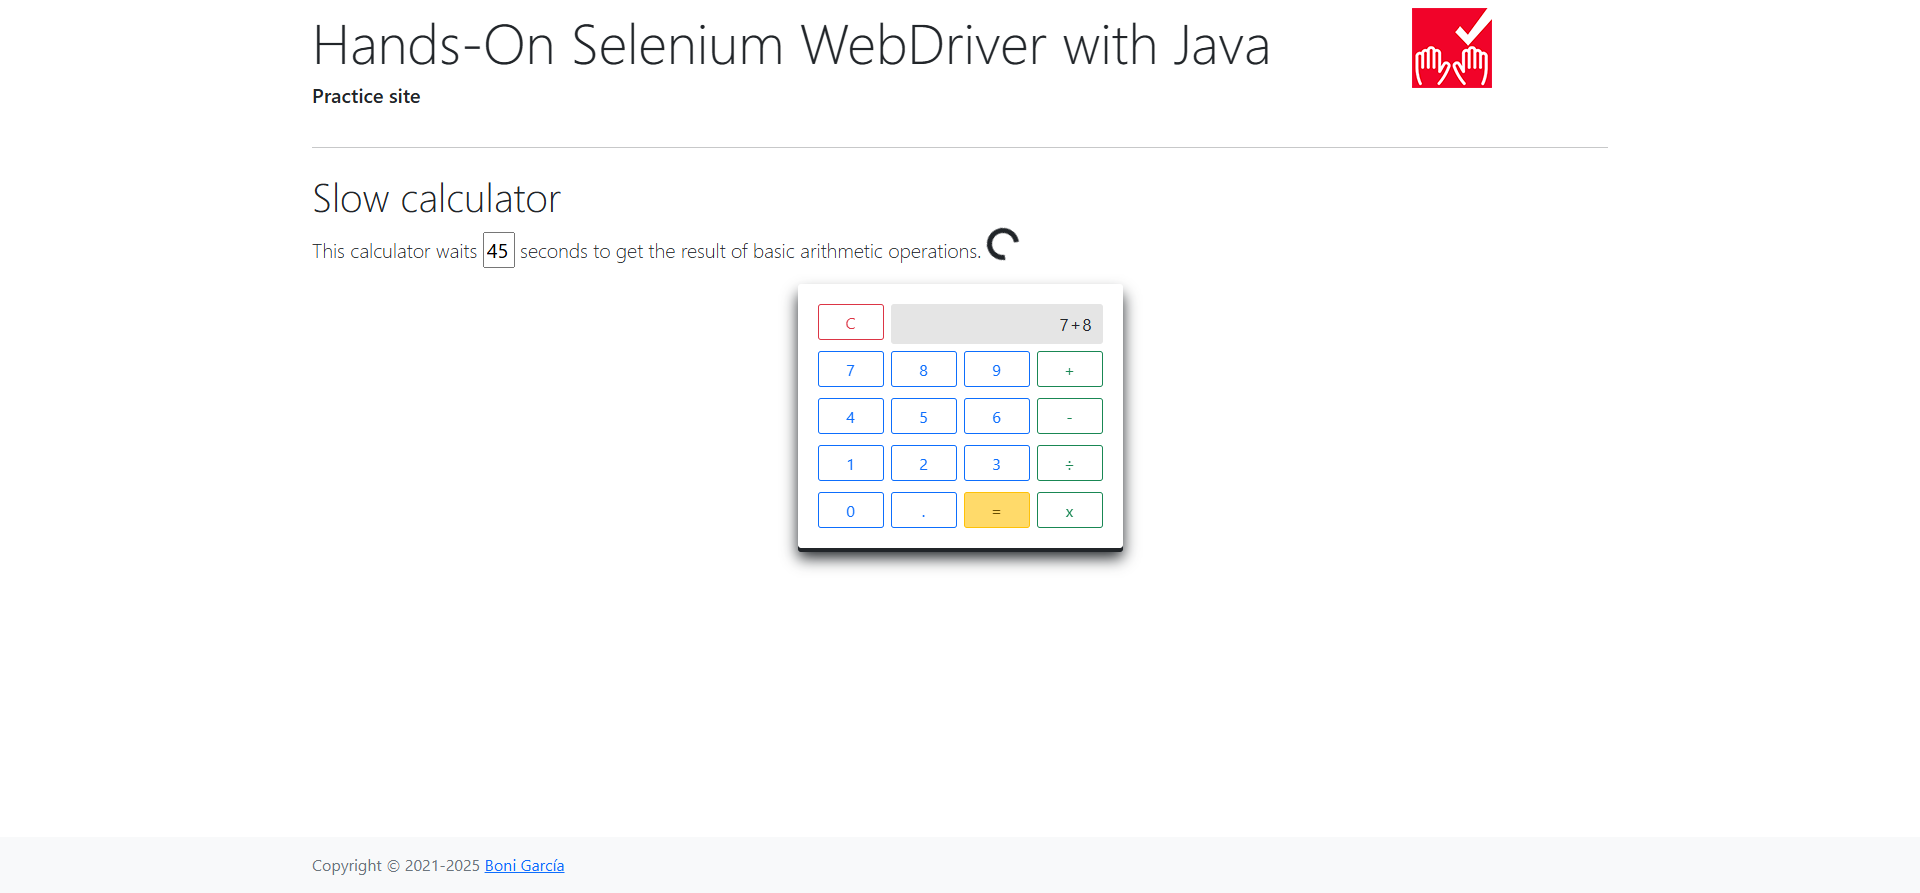 Hands-On Selenium WebDriver with Java
Practice site
Slow calculator
This calculator waits 45 seconds to get the result of basic arithmetic operations.
C 7+8
7 8 9 +
4 5 6 -
1 2 3 ÷
0 . = x
Copyright © 2021-2025 Boni García